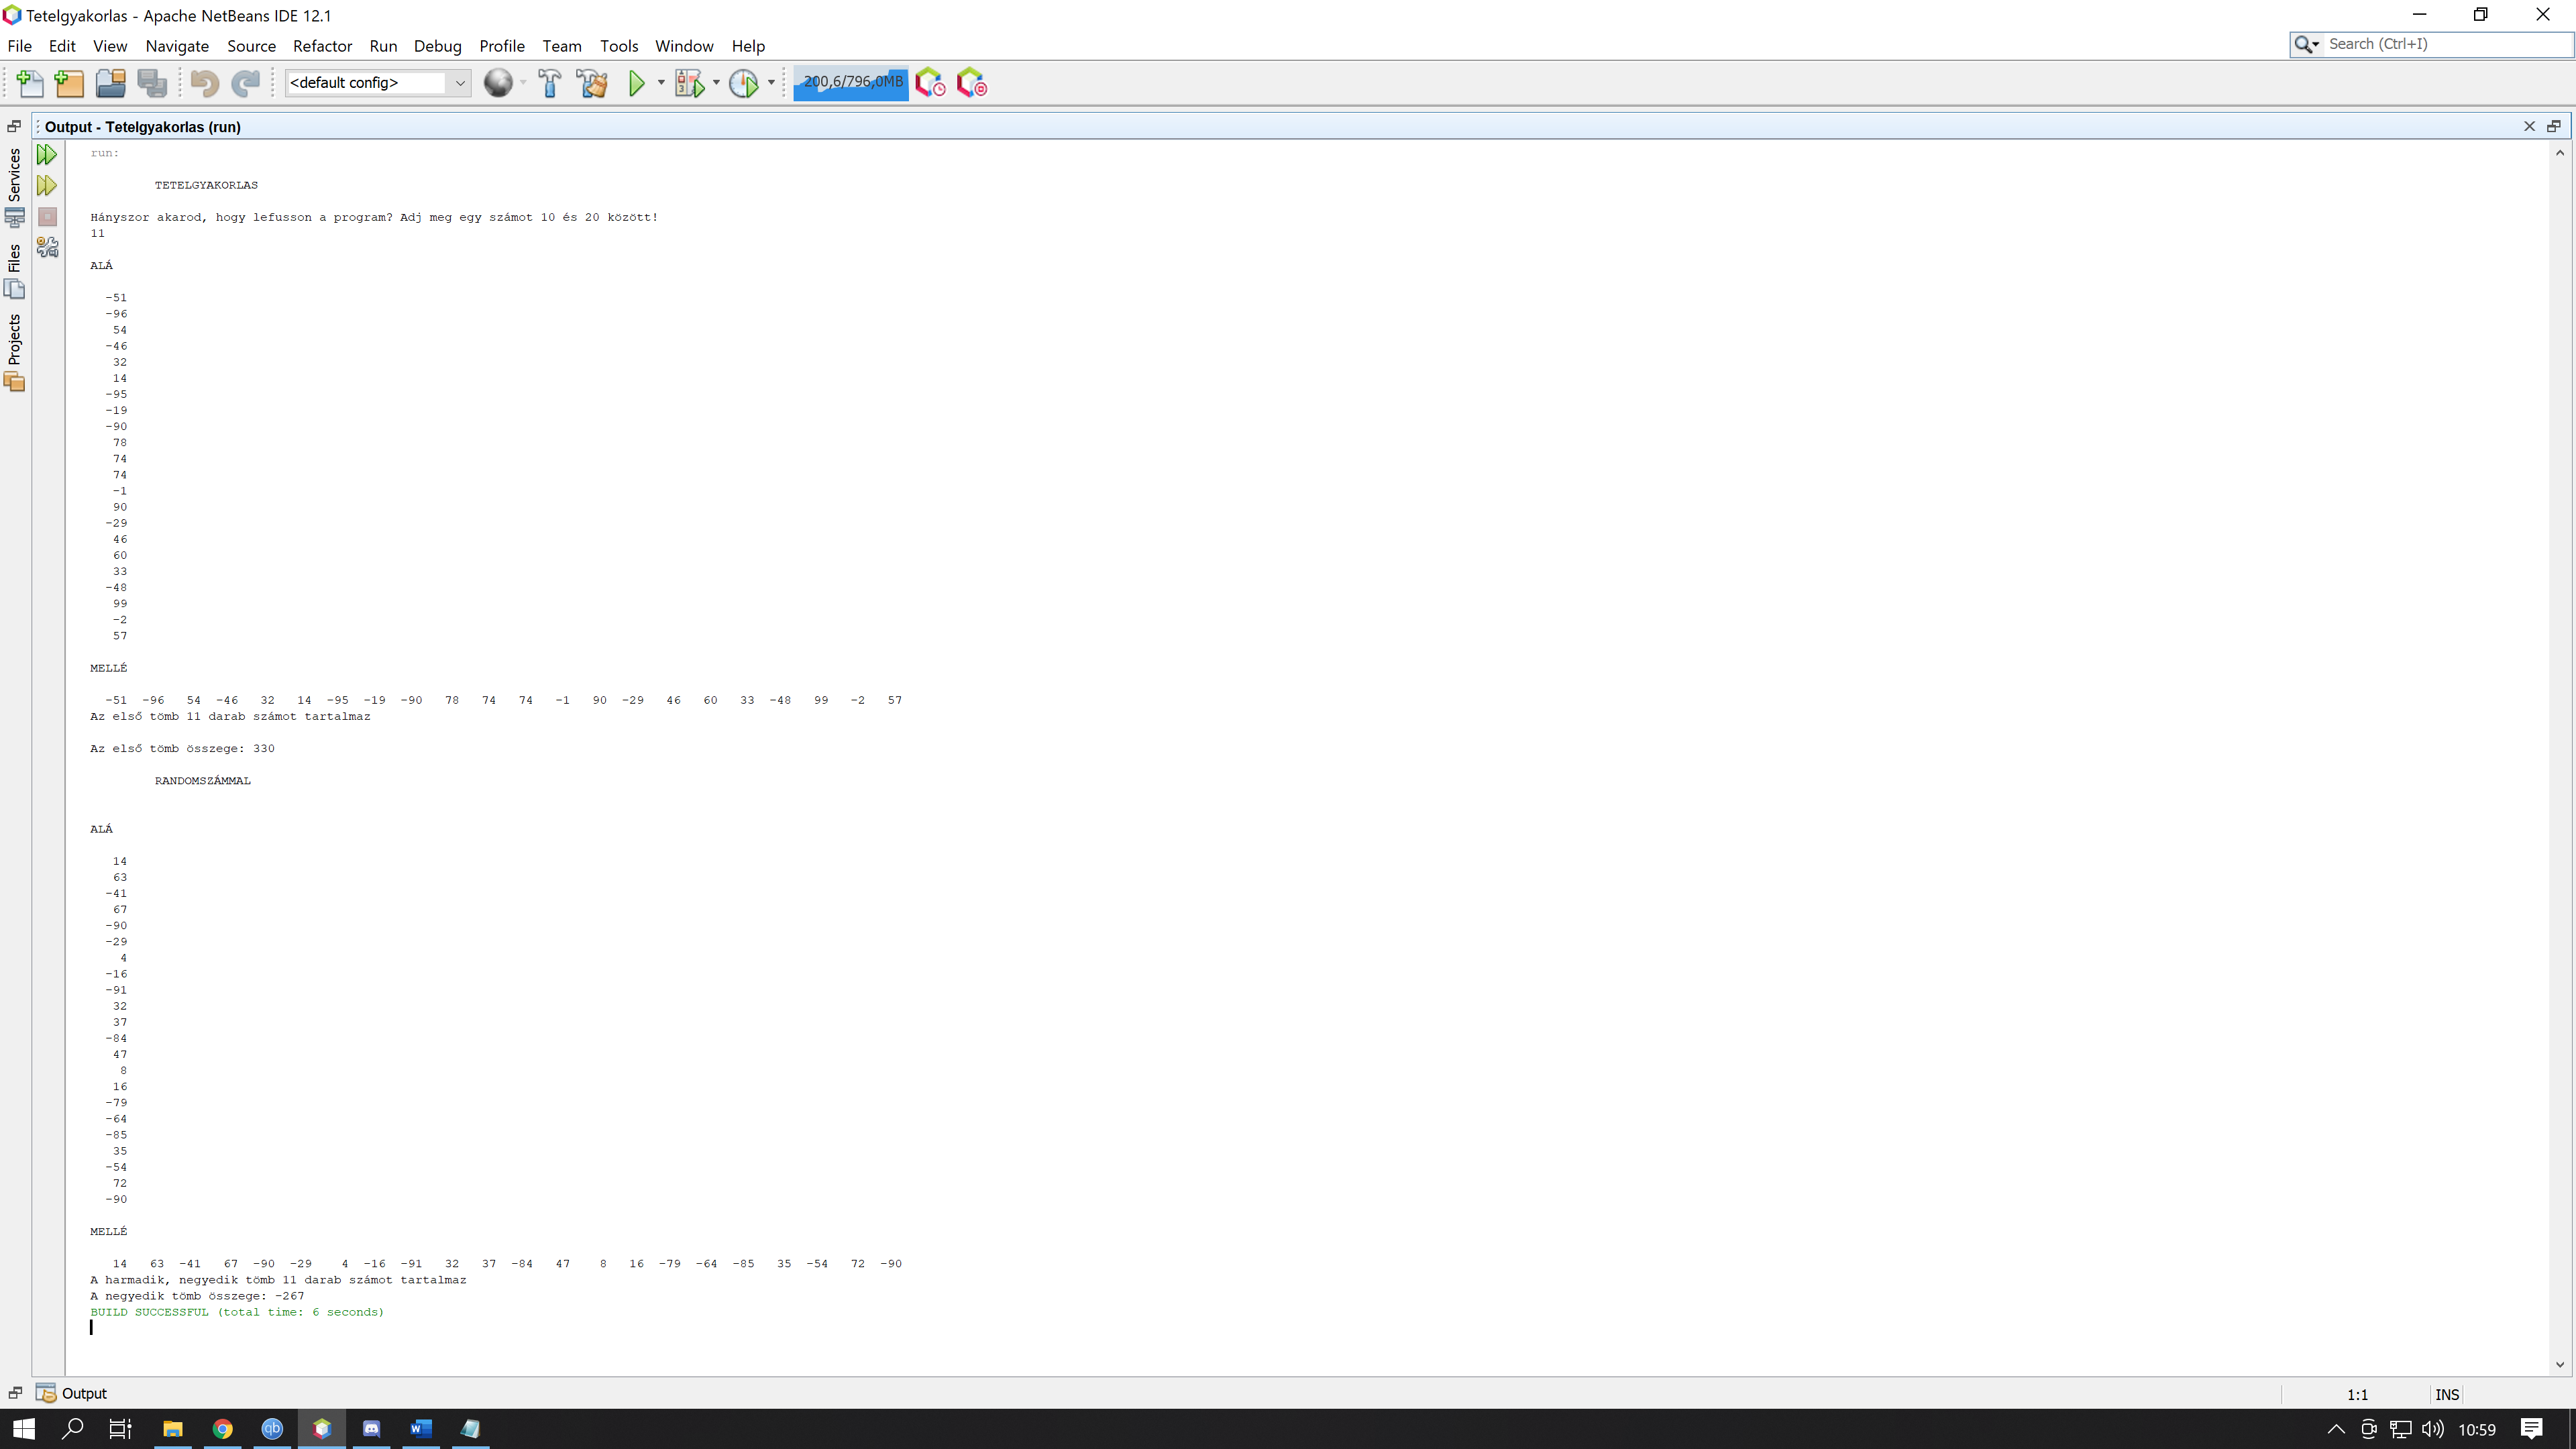 Tetelgyakorlas - Apache NetBeans IDE 12.1
File Edit View Navigate Source Refactor Run Debug Profile Team Tools Window Help
Search (Ctrl+I)
<default config>
200,6/796,0MB
Output - Tetelgyakorlas (run)
Services
Files
Projects
run:
TETELGYAKORLAS
Hányszor akarod, hogy lefusson a program? Adj meg egy számot 10 és 20 között!
11
ALÁ
-51
-96
54
-46
32
14
-95
-19
-90
78
74
74
-1
90
-29
46
60
33
-48
99
-2
57
MELLÉ
-51 -96 54 -46 32 14 -95 -19 -90 78 74 74 -1 90 -29 46 60 33 -48 99 -2 57
Az első tömb 11 darab számot tartalmaz
Az első tömb összege: 330
RANDOMSZÁMMAL
ALÁ
14
63
-41
67
-90
-29
4
-16
-91
32
37
-84
47
8
16
-79
-64
-85
35
-54
72
-90
MELLÉ
14 63 -41 67 -90 -29 4 -16 -91 32 37 -84 47 8 16 -79 -64 -85 35 -54 72 -90
A harmadik, negyedik tömb 11 darab számot tartalmaz
A negyedik tömb összege: -267
BUILD SUCCESSFUL (total time: 6 seconds)
Output
1:1 INS
10:59